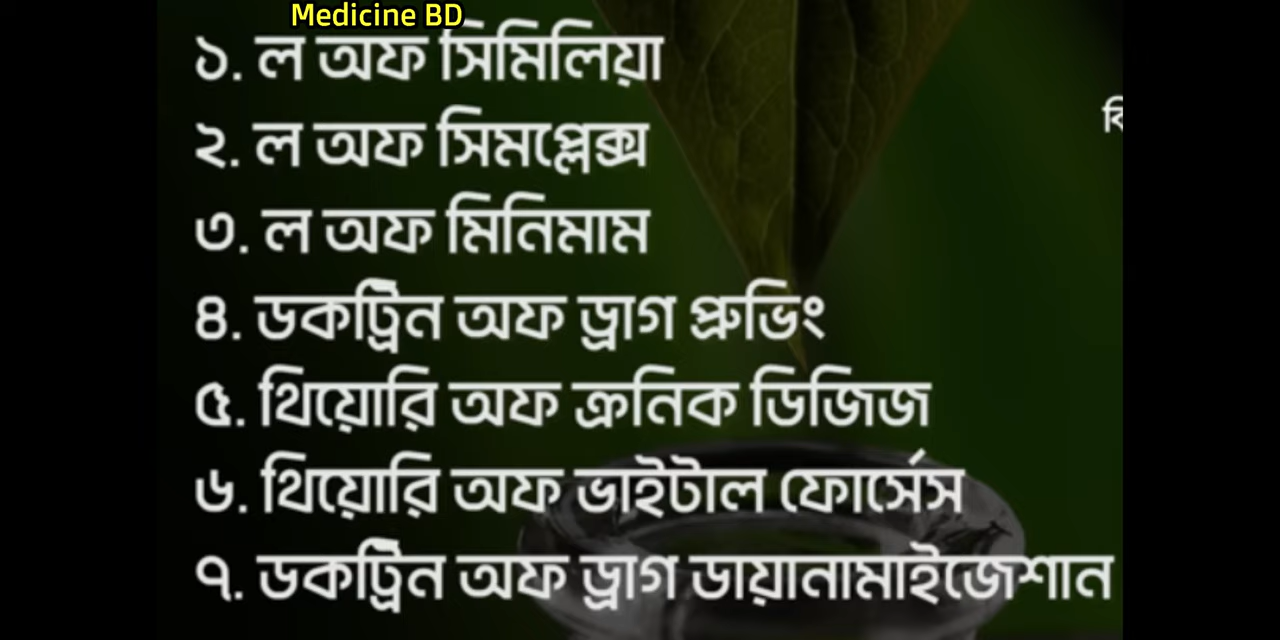 Medicine BD
১. ল অফ সিমিলিয়া
২. ল অফ সিমপ্লেক্স
৩. ল অফ মিনিমাম
৪. ডকট্রিন অফ ড্রাগ প্রুভিং
৫. থিয়োরি অফ ক্রনিক ডিজিজ
৬. থিয়োরি অফ ভাইটাল ফোর্সেস
৭. ডকট্রিন অফ ড্রাগ ডায়ানামাইজেশান